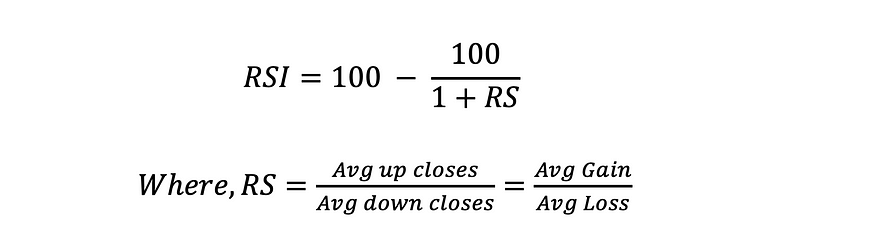 RSI = 100 − 100 / (1 + RS)
Where, RS = Avg up closes / Avg down closes = Avg Gain / Avg Loss